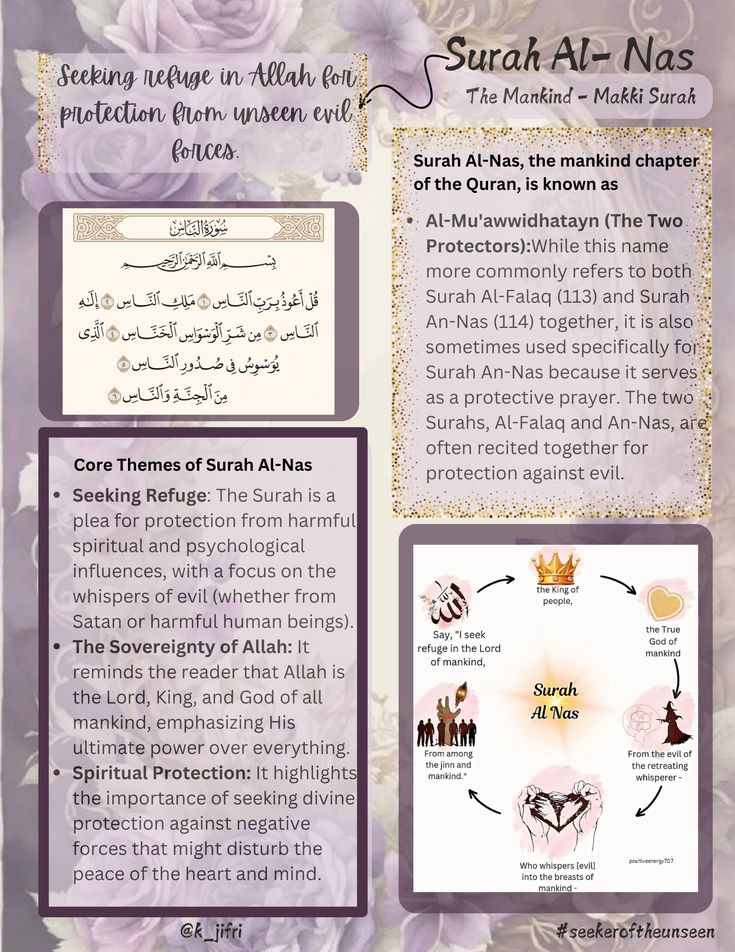 Surah Al- Nas
The Mankind - Makki Surah
Seeking refuge in Allah for
protection from unseen evil
forces.
سُورَةُ النَّاسِ
بِسْمِ اللَّهِ الرَّحْمَٰنِ الرَّحِيمِ
قُلْ أَعُوذُ بِرَبِّ النَّاسِ ١ مَلِكِ النَّاسِ ٢ إِلَٰهِ
النَّاسِ ٣ مِن شَرِّ الْوَسْوَاسِ الْخَنَّاسِ ٤ الَّذِي
يُوَسْوِسُ فِي صُدُورِ النَّاسِ ٥
مِنَ الْجِنَّةِ وَالنَّاسِ ٦
Surah Al-Nas, the mankind chapter
of the Quran, is known as
• Al-Mu'awwidhatayn (The Two
Protectors):While this name
more commonly refers to both
Surah Al-Falaq (113) and Surah
An-Nas (114) together, it is also
sometimes used specifically for
Surah An-Nas because it serves
as a protective prayer. The two
Surahs, Al-Falaq and An-Nas, are
often recited together for
protection against evil.
Core Themes of Surah Al-Nas
• Seeking Refuge: The Surah is a
plea for protection from harmful
spiritual and psychological
influences, with a focus on the
whispers of evil (whether from
Satan or harmful human beings).
• The Sovereignty of Allah: It
reminds the reader that Allah is
the Lord, King, and God of all
mankind, emphasizing His
ultimate power over everything.
• Spiritual Protection: It highlights
the importance of seeking divine
protection against negative
forces that might disturb the
peace of the heart and mind.
الله
Say, "I seek
refuge in the Lord
of mankind,
the King of
people,
the True
God of
mankind
From the evil of
the retreating
whisperer -
Who whispers [evil]
into the breasts of
mankind -
From among
the jinn and
mankind."
Surah
Al Nas
positiveenergy707
@k_jifri
#seekeroftheunseen